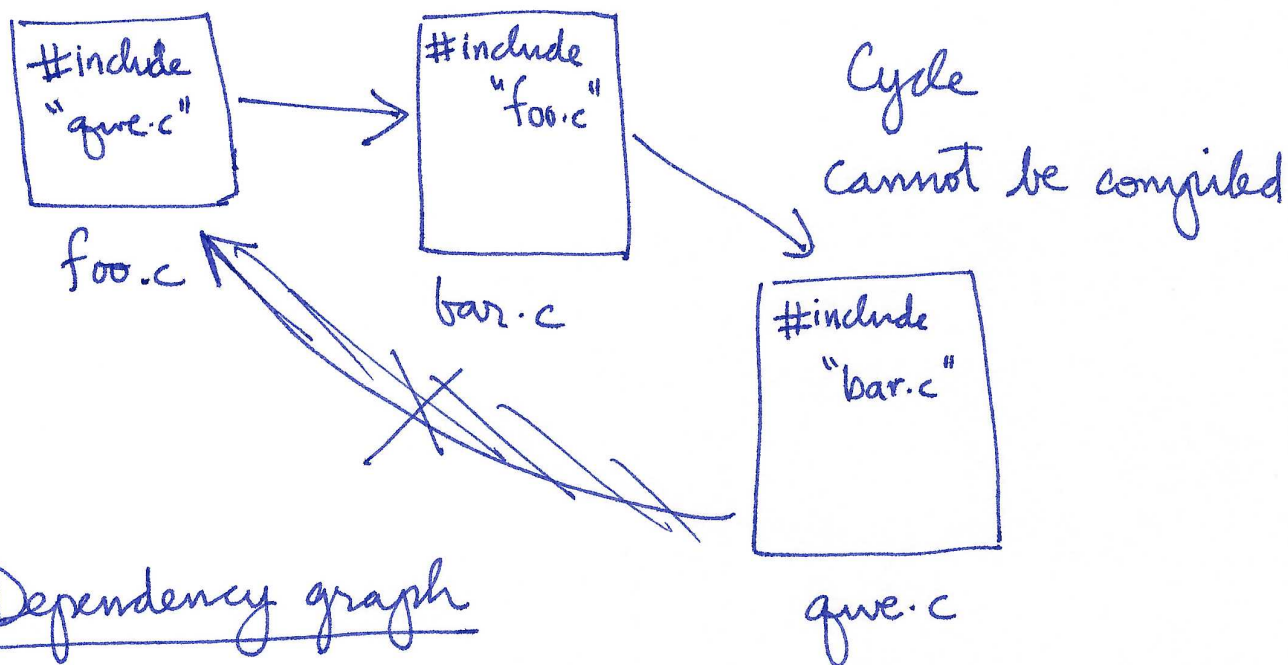 #include
"qwe.c"
foo.c
#include
"foo.c"
bar.c
Cycle
cannot be compiled
#include
"bar.c"
qwe.c
Dependency graph